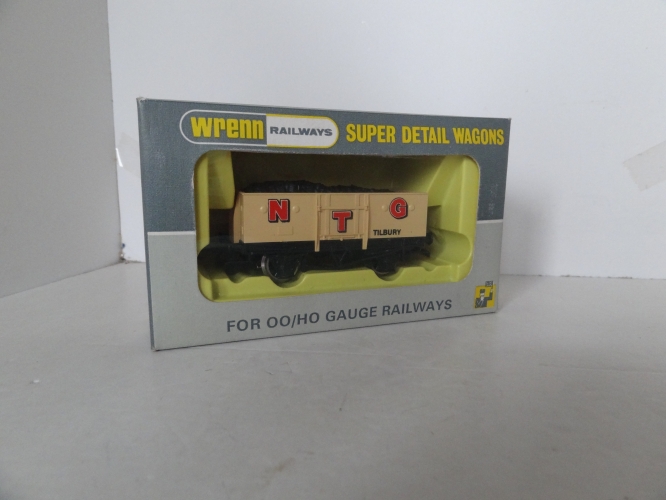 wrenn RAILWAYS SUPER DETAIL WAGONS
N T G
TILBURY
FOR OO/HO GAUGE RAILWAYS